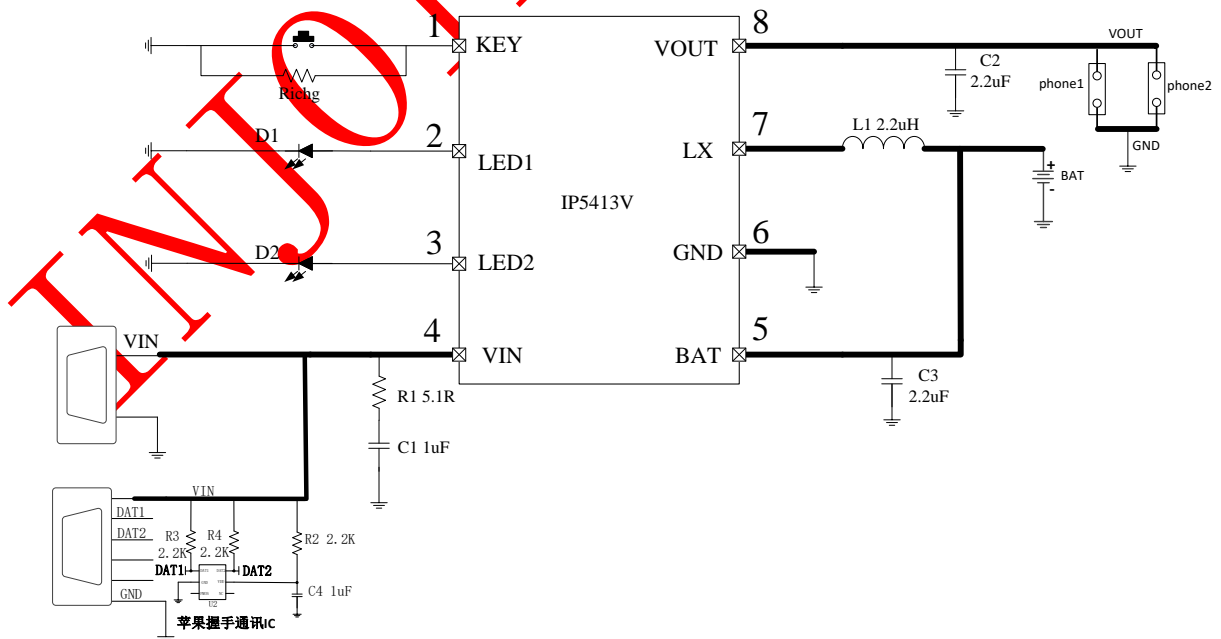 INJO
1
KEY
Richg
D1
2
LED1
D2
3
LED2
VIN
4
VIN
R1 5.1R
C1 1uF
IP5413V
8
VOUT
VOUT
C2
2.2uF
phone1
phone2
GND
7
LX
L1 2.2uH
BAT
+
-
6
GND
5
BAT
C3
2.2uF
VIN
DAT1
DAT2
R3
2.2K
R4
2.2K
R2 2.2K
DAT1
DAT2
U2
C4 1uF
GND
苹果握手通讯IC